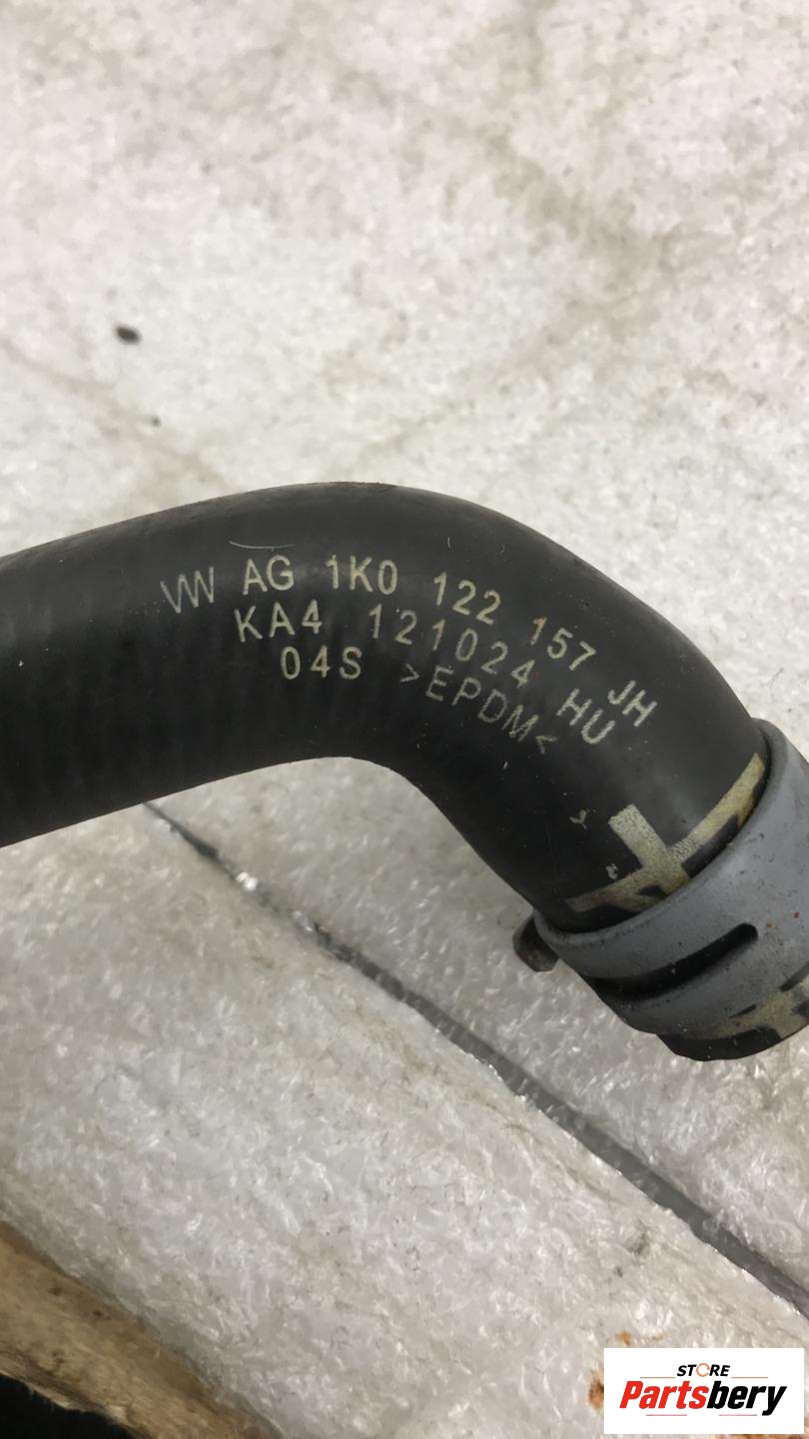 VW AG 1K0 122 157 JH
KA4 121024 HU
04S >EPDM<
STORE
Partsbery